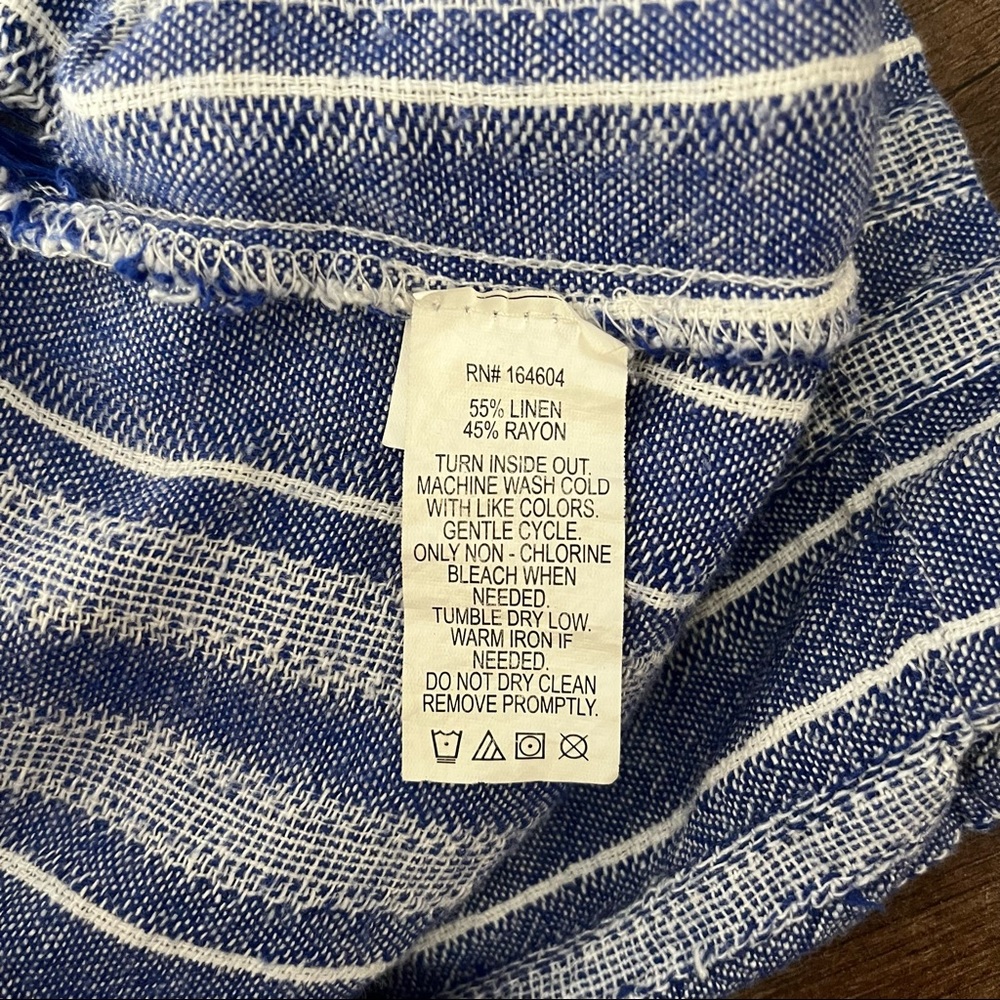 RN# 164604
55% LINEN
45% RAYON
TURN INSIDE OUT.
MACHINE WASH COLD
WITH LIKE COLORS.
GENTLE CYCLE.
ONLY NON - CHLORINE
BLEACH WHEN
NEEDED.
TUMBLE DRY LOW.
WARM IRON IF
NEEDED.
DO NOT DRY CLEAN
REMOVE PROMPTLY.